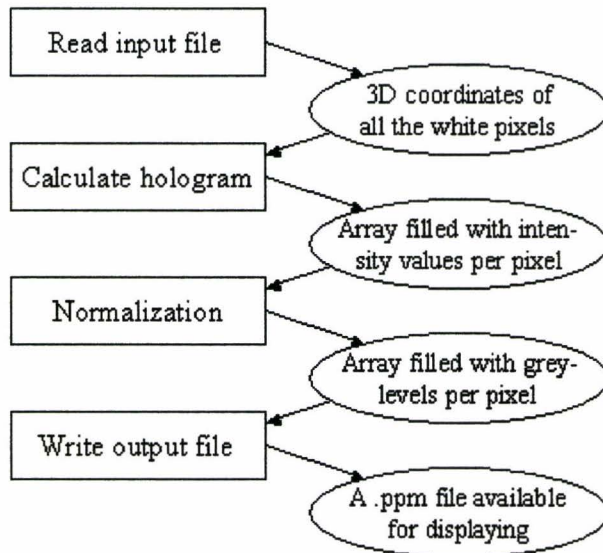 Read input file
3D coordinates of
all the white pixels
Calculate hologram
Array filled with inten-
sity values per pixel
Normalization
Array filled with grey-
levels per pixel
Write output file
A .ppm file available
for displaying